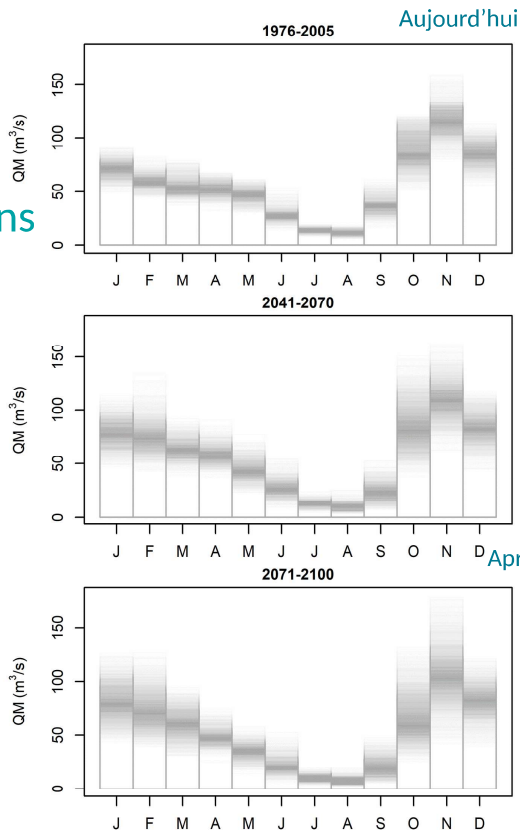 Aujourd'hui
1976-2005
QM (m³/s)
0 50 100 150
J F M A M J J A S O N D
ns
2041-2070
QM (m³/s)
0 50 100 150
J F M A M J J A S O N D
Apr
2071-2100
QM (m³/s)
0 50 100 150
J F M A M J J A S O N D